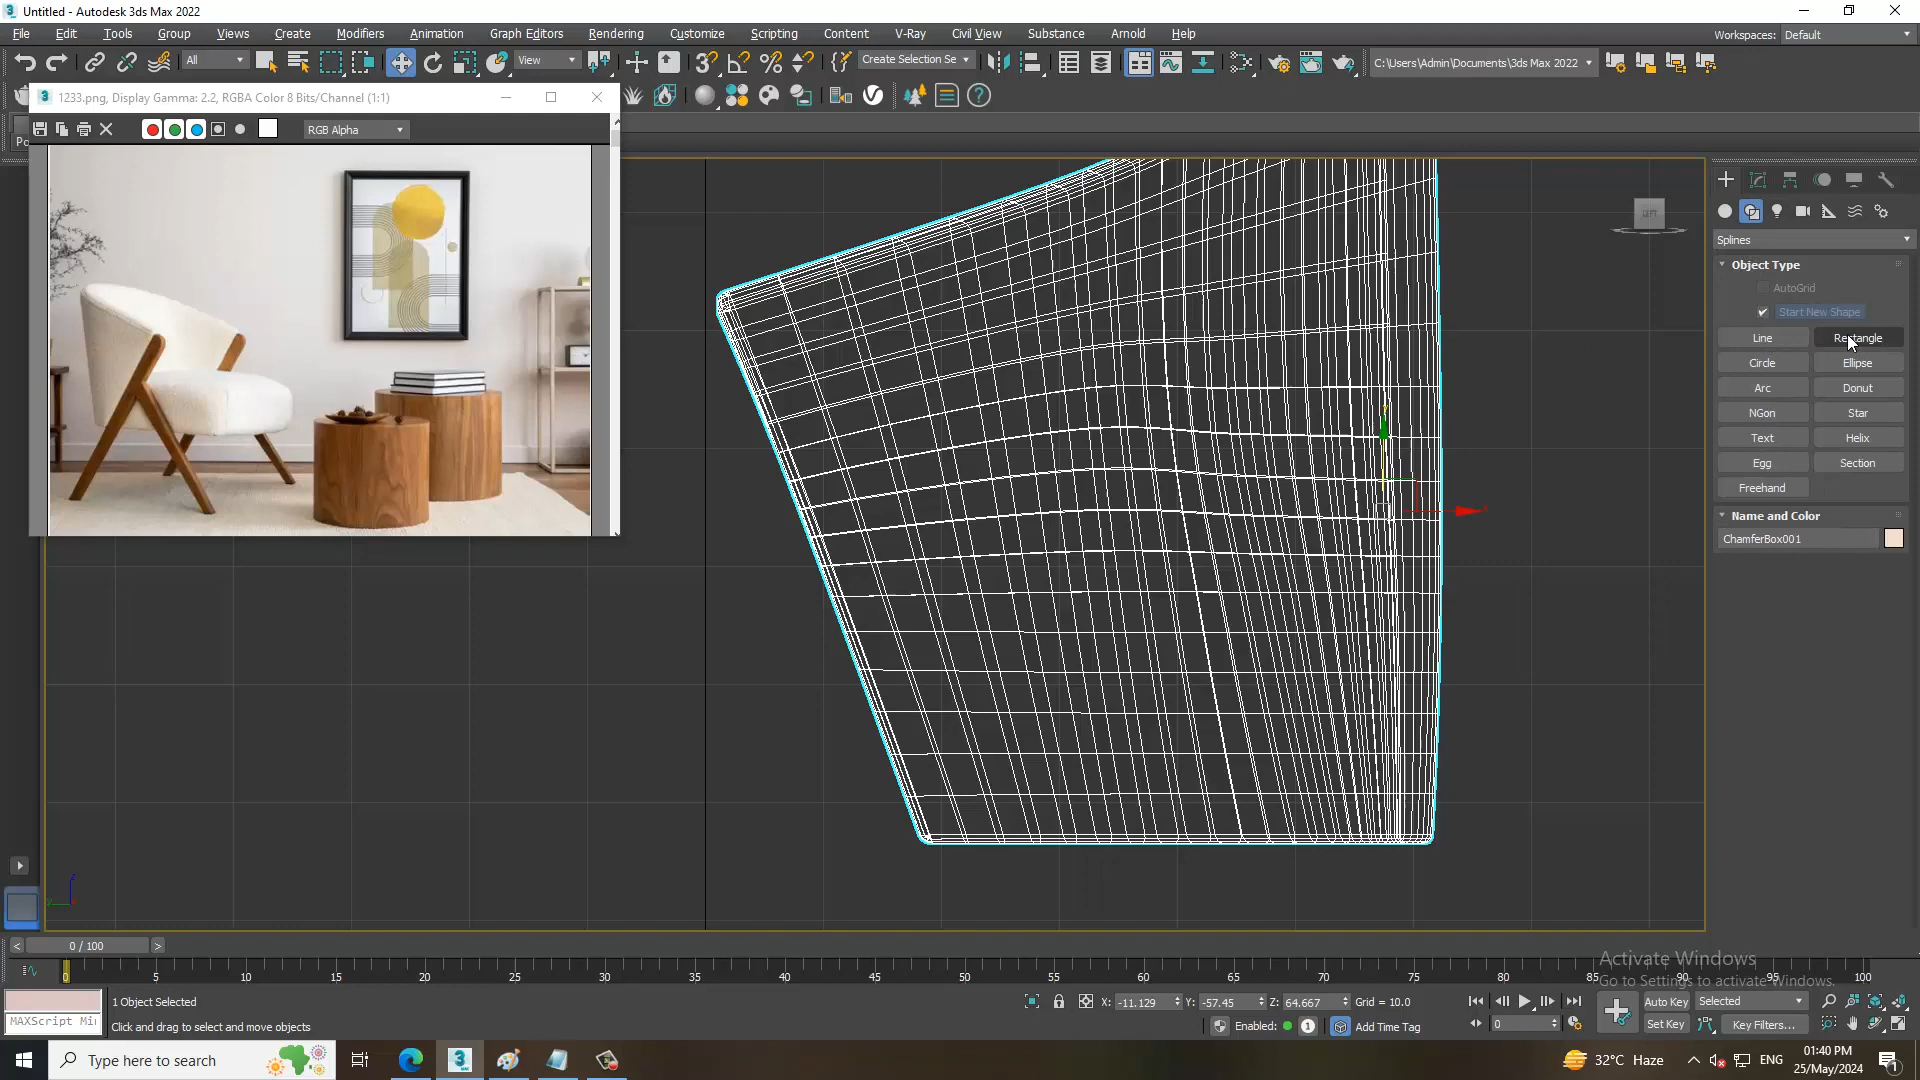 Untitled - Autodesk 3ds Max 2022
File Edit Tools Group Views Create Modifiers Animation Graph Editors Rendering Customize Scripting Content V-Ray Civil View Substance Arnold Help
Workspaces: Default
All View Create Selection Se C:\Users\Admin\Documents\3ds Max 2022
1233.png, Display Gamma: 2.2, RGBA Color 8 Bits/Channel (1:1)
RGB Alpha
Po
LEFT
Splines
Object Type
AutoGrid
Start New Shape
Line Rectangle
Circle Ellipse
Arc Donut
NGon Star
Text Helix
Egg Section
Freehand
Name and Color
ChamferBox001
z
y
x
0 / 100
0 5 10 15 20 25 30 35 40 45 50 55 60 65 70 75 80 85 90 95 100
Activate Windows
Go to Settings to activate Windows.
1 Object Selected
X: -11.129 Y: -57.45 Z: 64.667 Grid = 10.0
Auto Key Selected
MAXScript Mi
Click and drag to select and move objects
Enabled: 1 Add Time Tag
0
Set Key Key Filters...
Type here to search
32°C Haze
ENG
01:40 PM
25/May/2024
1